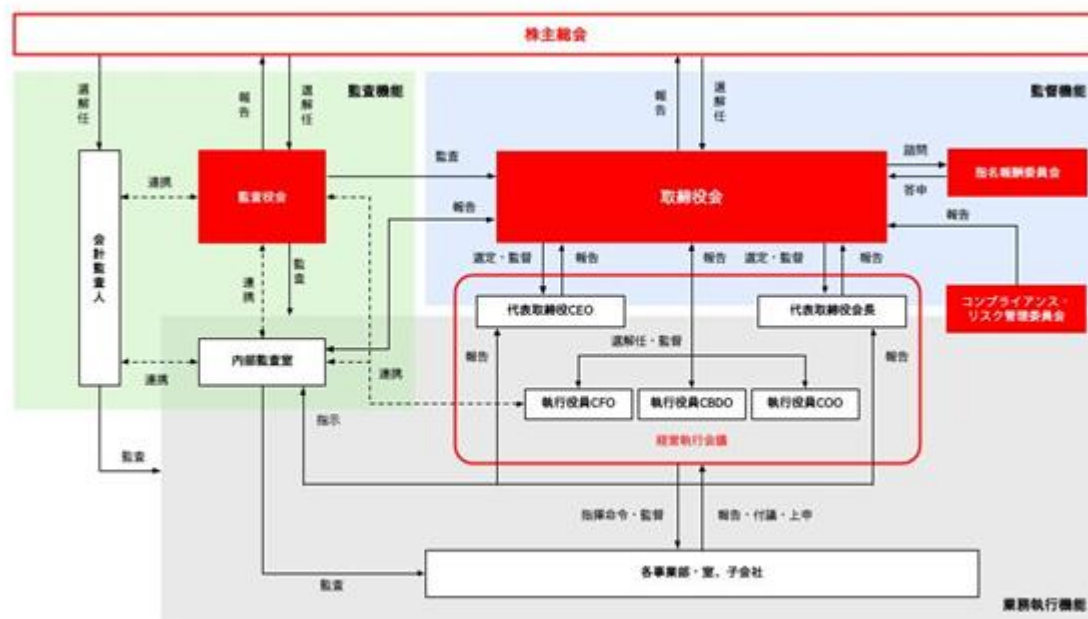 株主総会
監査機能
監督機能
選解任
報告
選解任
報告
選解任
会計監査人
連携
監査役会
監査
取締役会
諮問
答申
指名報酬委員会
報告
報告
連携
監査
選定・監督
報告
報告
選定・監督
報告
コンプライアンス・
リスク管理委員会
代表取締役CEO
代表取締役会長
内部監査室
選解任・監督
報告
報告
連携
連携
執行役員CFO
執行役員CBDO
執行役員COO
指示
経営執行会議
監査
指揮命令・監督
報告・付議・上申
各事業部・室、子会社
監査
業務執行機能